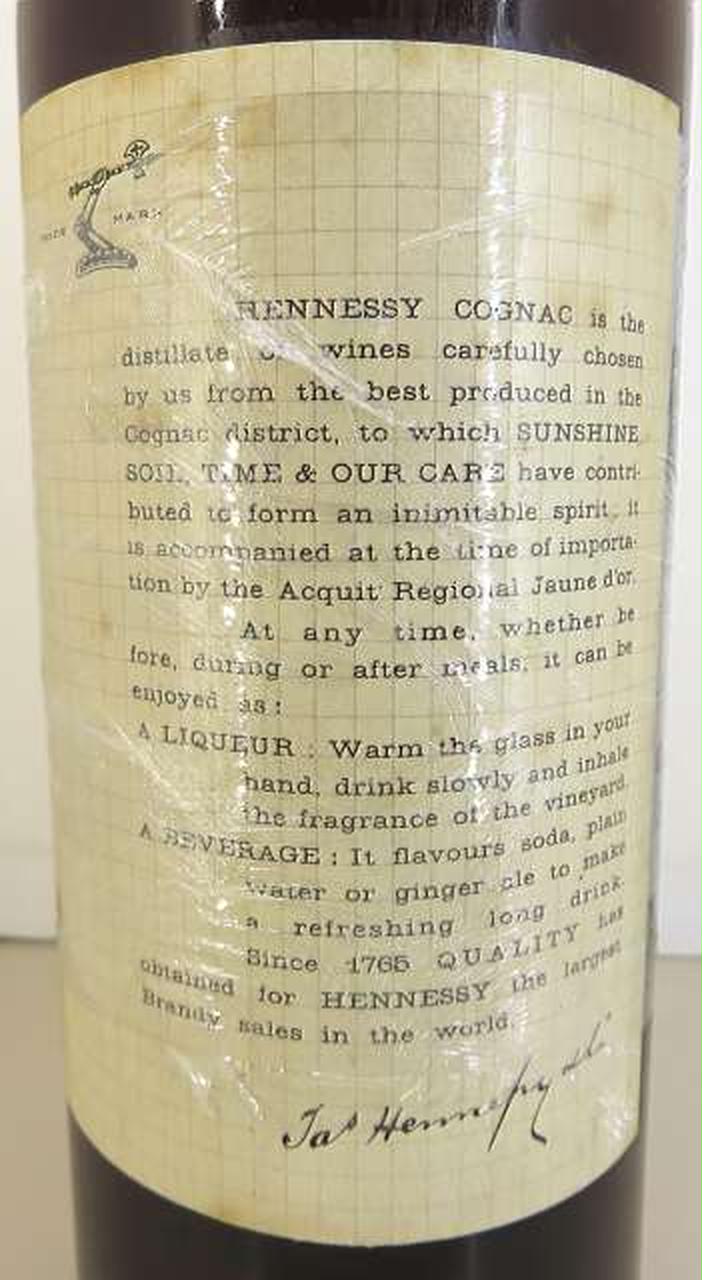 TRADE MARK
HENNESSY COGNAC is the
distillate of wines carefully chosen
by us from the best produced in the
Cognac district, to which SUNSHINE
SOIL, TIME & OUR CARE have contri-
buted to form an inimitable spirit, it
is accompanied at the time of importa-
tion by the Acquit Regional Jaune d'or.
At any time, whether be
fore, during or after meals, it can be
enjoyed as :
A LIQUEUR : Warm the glass in your
hand, drink slowly and inhale
the fragrance of the vineyard.
A BEVERAGE : It flavours soda, plain
water or ginger ale to make
a refreshing long drink.
Since 1765 QUALITY has
obtained for HENNESSY the largest
Brandy sales in the world.
Jas Hennessy & Co